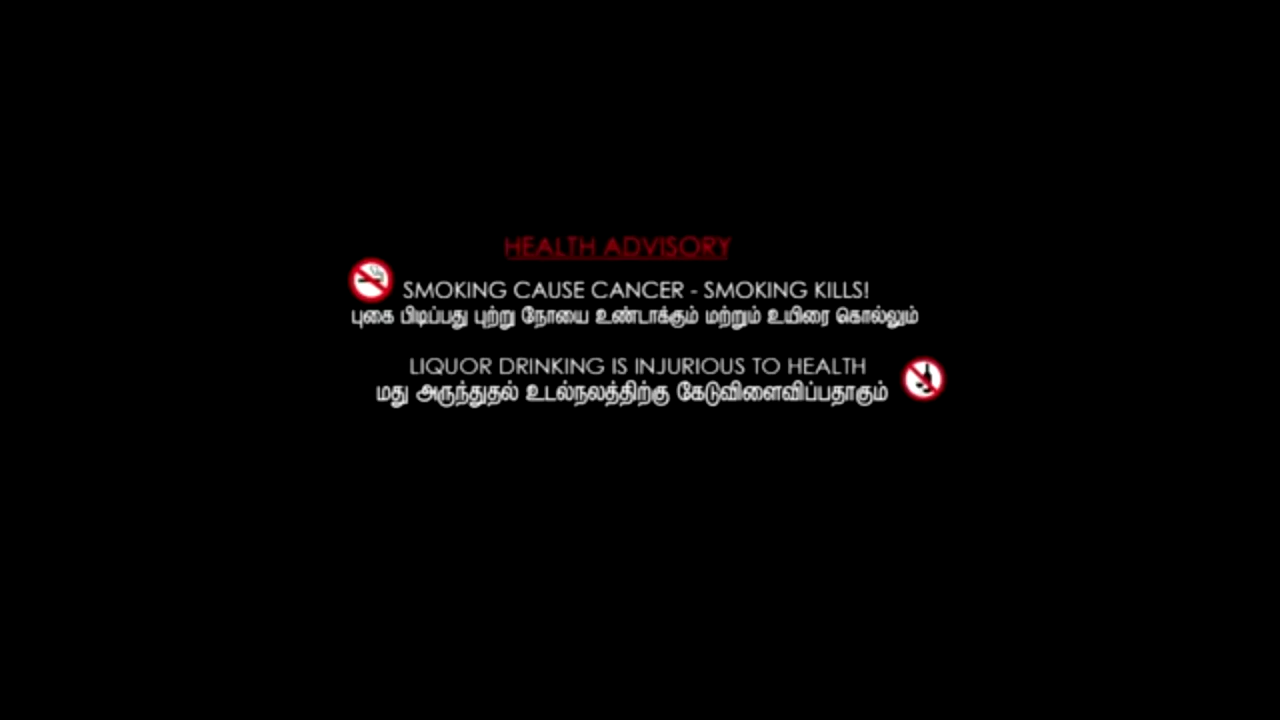 HEALTH ADVISORY
SMOKING CAUSE CANCER - SMOKING KILLS!
புகை பிடிப்பது புற்று நோயை உண்டாக்கும் மற்றும் உயிரை கொல்லும்
LIQUOR DRINKING IS INJURIOUS TO HEALTH
மது அருந்துதல் உடல்நலத்திற்கு கேடுவிளைவிப்பதாகும்